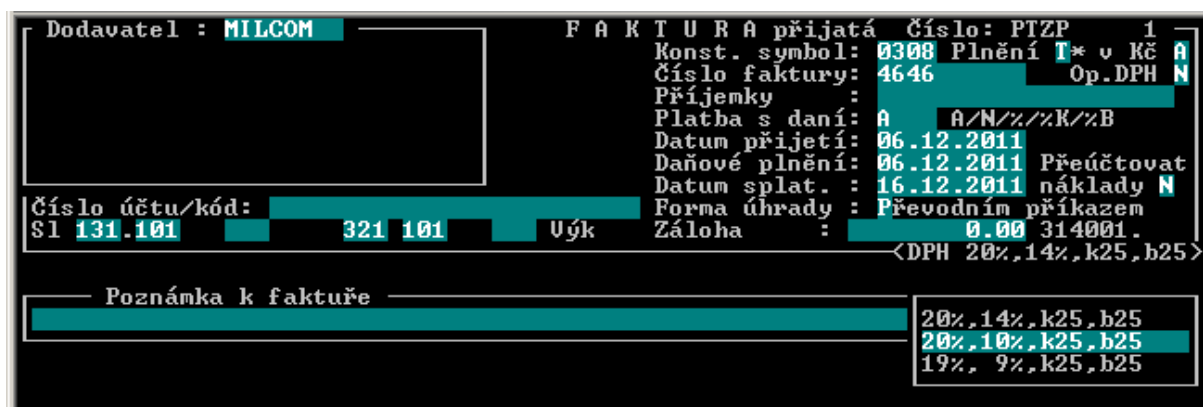 Dodavatel : MILCOM F A K T U R A přijatá Číslo: PTZP 1
Konst. symbol: 0308 Plnění T* v Kč A
Číslo faktury: 4646 Op.DPH N
Příjemky :
Platba s daní: A A/N/%/%K/%B
Datum přijetí: 06.12.2011
Daňové plnění: 06.12.2011 Přeúčtovat
Datum splat. : 16.12.2011 náklady N
Číslo účtu/kód: Forma úhrady : Převodním příkazem
Sl 131.101 321 101 Výk Záloha : 0.00 314001.
<DPH 20%,14%,k25,b25>
Poznámka k faktuře
20%,14%,k25,b25
20%,10%,k25,b25
19%, 9%,k25,b25